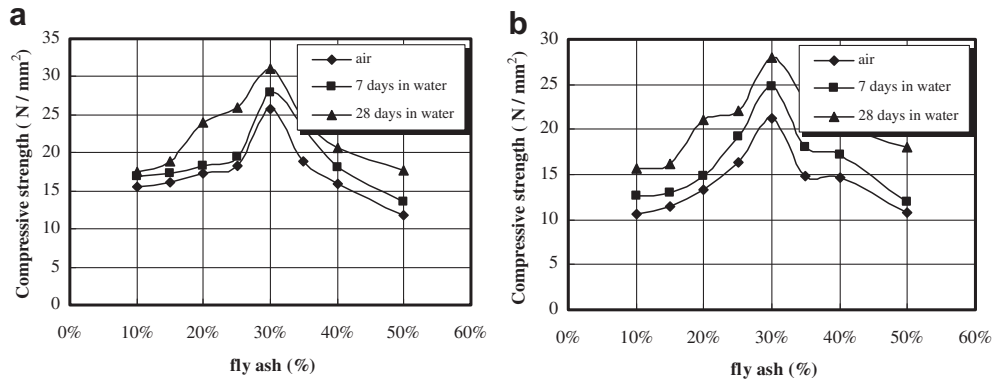 a
Compressive strength ( N / mm²)
35
30
25
20
15
10
5
0
0% 10% 20% 30% 40% 50% 60%
fly ash (%)
air
7 days in water
28 days in water
b
Compressive strength ( N / mm²)
30
25
20
15
10
5
0
0% 10% 20% 30% 40% 50% 60%
fly ash (%)
air
7 days in water
28 days in water